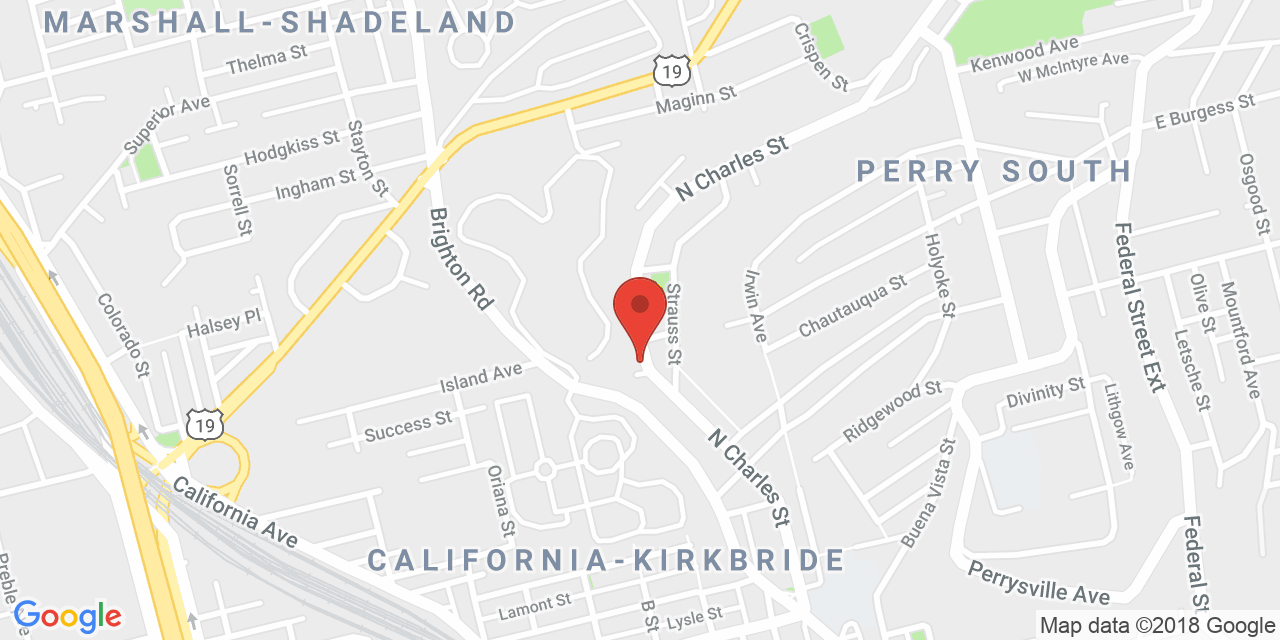 MARSHALL-SHADELAND
Thelma St
Superior Ave
Stayton St
Hodgkiss St
Ingham St
Sorrell St
19
Maginn St
Crispen St
Kenwood Ave
W McIntyre Ave
E Burgess St
N Charles St
PERRY SOUTH
Osgood St
Brighton Rd
Federal Street Ext
Holyoke St
Irwin Ave
Chautauqua St
Strauss St
Olive St
Mountford Ave
Letsche St
Colorado St
Halsey Pl
Island Ave
Success St
19
Ridgewood St
Divinity St
Lithgow Ave
N Charles St
Buena Vista St
Oriana St
California Ave
CALIFORNIA-KIRKBRIDE
Federal St
Perrysville Ave
Preble Ave
Lamont St
B St
Lysle St
Google
Map data © 2018 Google